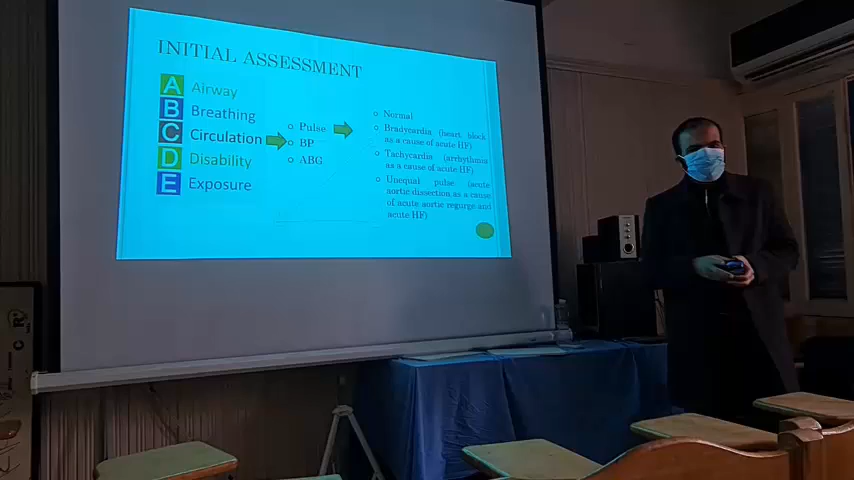 INITIAL ASSESSMENT
A Airway
B Breathing
C Circulation
D Disability
E Exposure
Pulse
BP
ABG
Normal
Bradycardia (heart block
as a cause of acute HF)
Tachycardia (arrhythmia
as a cause of acute HF)
Unequal pulse (acute
aortic dissection as a cause
of acute aortic regurge and
acute HF)